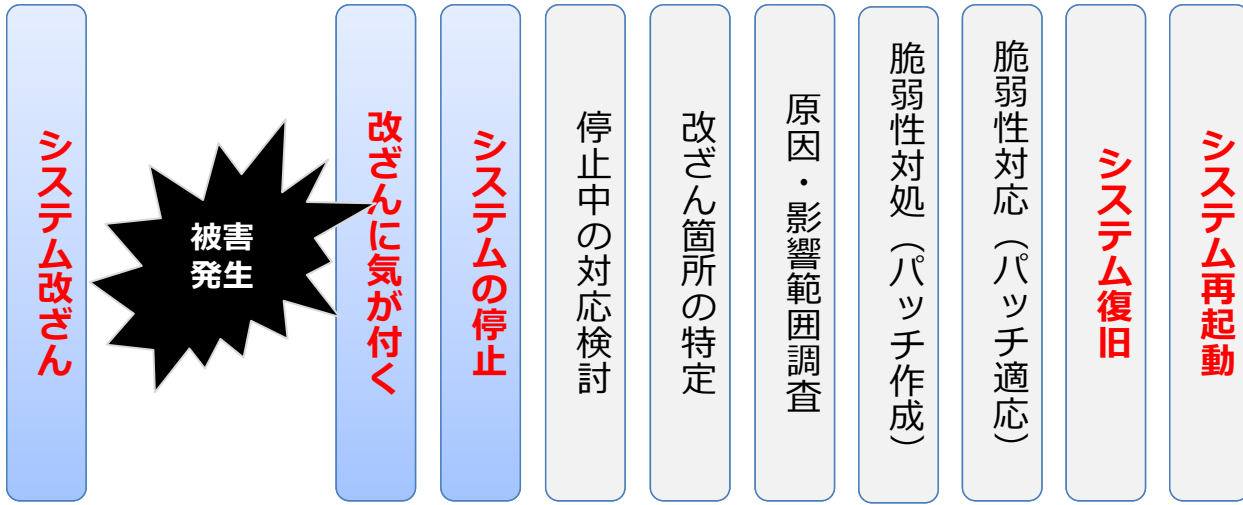 システム改ざん
被害
発生
改ざんに気が付く
システムの停止
停止中の対応検討
改ざん箇所の特定
原因・影響範囲調査
脆弱性対処（パッチ作成）
脆弱性対応（パッチ適応）
システム復旧
システム再起動